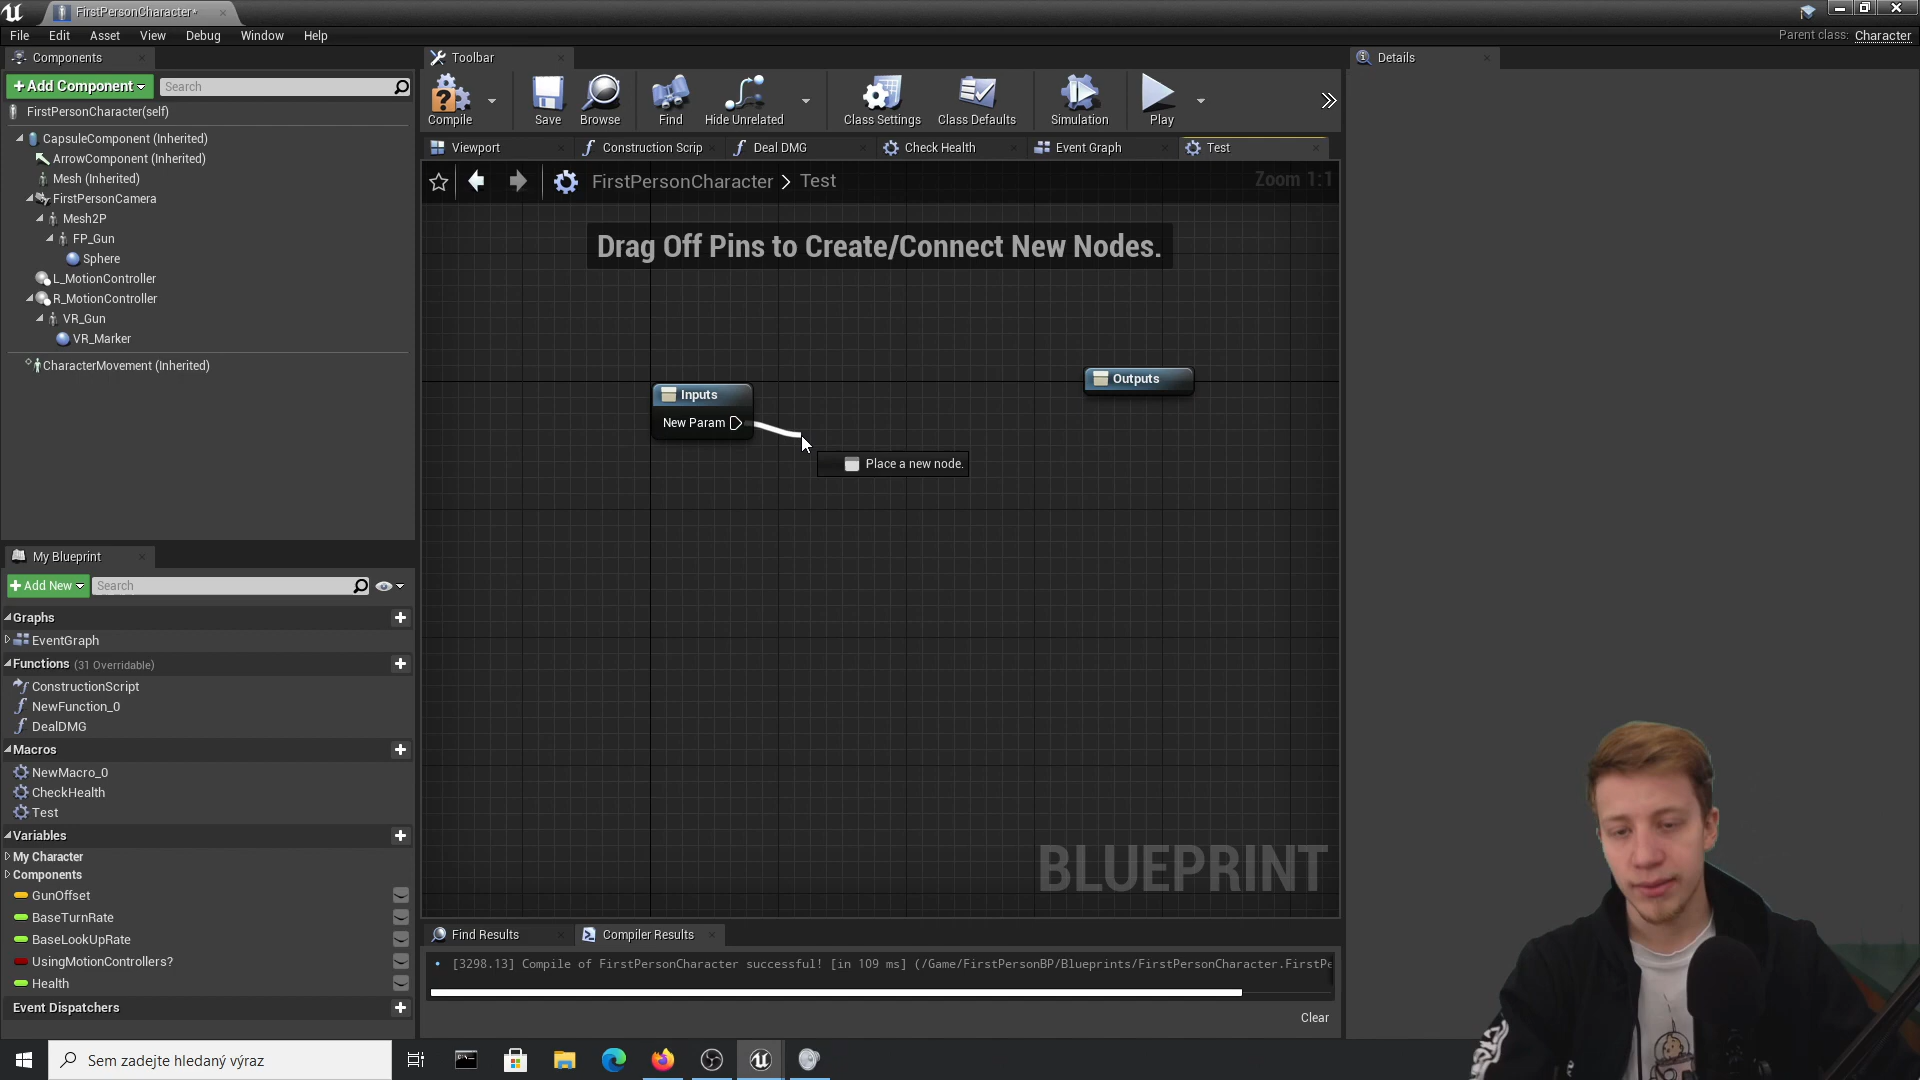 FirstPersonCharacter*
File Edit Asset View Debug Window Help
Parent class: Character
Components
Add Component
Search
FirstPersonCharacter(self)
CapsuleComponent (Inherited)
ArrowComponent (Inherited)
Mesh (Inherited)
FirstPersonCamera
Mesh2P
FP_Gun
Sphere
L_MotionController
R_MotionController
VR_Gun
VR_Marker
CharacterMovement (Inherited)
My Blueprint
Add New
Search
Graphs
EventGraph
Functions (31 Overridable)
ConstructionScript
NewFunction_0
DealDMG
Macros
NewMacro_0
CheckHealth
Test
Variables
My Character
Components
GunOffset
BaseTurnRate
BaseLookUpRate
UsingMotionControllers?
Health
Event Dispatchers
Toolbar
Compile
Save
Browse
Find
Hide Unrelated
Class Settings
Class Defaults
Simulation
Play
Viewport
Construction Scrip
Deal DMG
Check Health
Event Graph
Test
FirstPersonCharacter > Test
Zoom 1:1
Drag Off Pins to Create/Connect New Nodes.
Inputs
New Param
Place a new node.
Outputs
BLUEPRINT
Find Results
Compiler Results
[3298.13] Compile of FirstPersonCharacter successful! [in 109 ms] (/Game/FirstPersonBP/Blueprints/FirstPersonCharacter.FirstPe
Clear
Details
Sem zadejte hledaný výraz